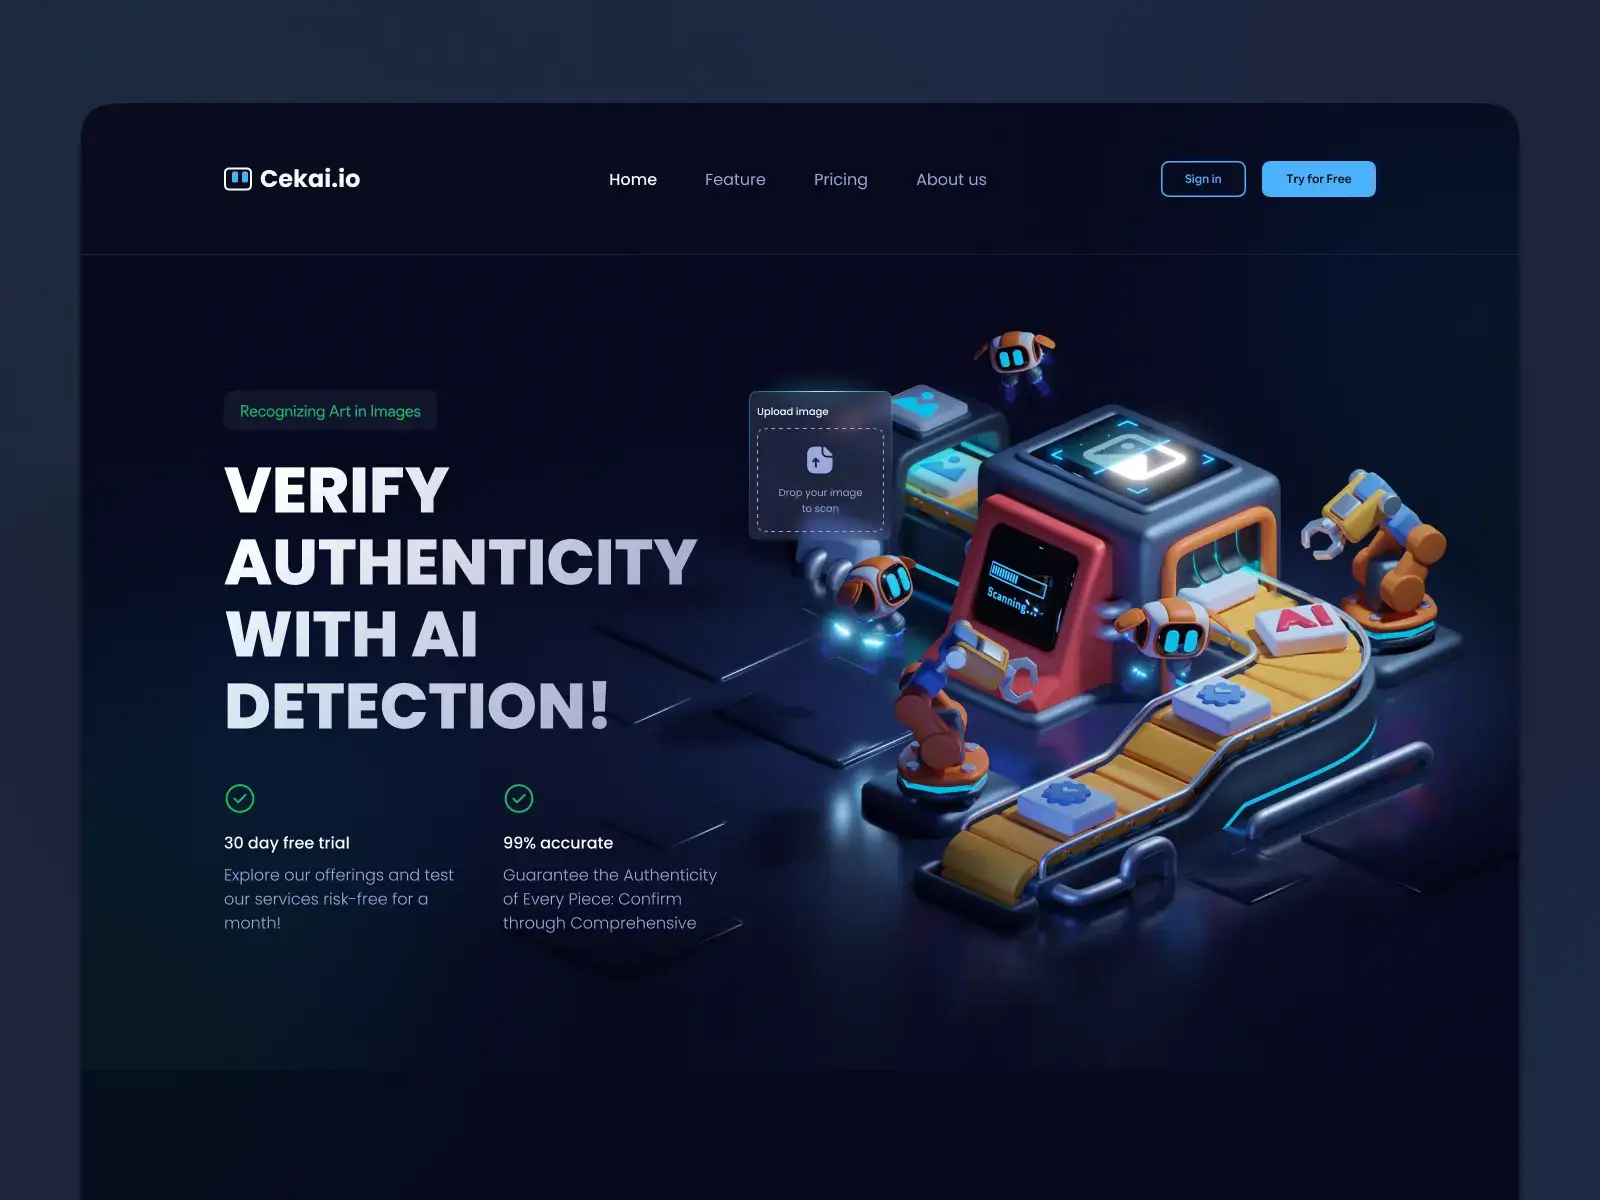 Cekai.io
Home
Feature
Pricing
About us
Sign in
Try for Free
Recognizing Art in Images
VERIFY
AUTHENTICITY
WITH AI
DETECTION!
30 day free trial
Explore our offerings and test
our services risk-free for a
month!
99% accurate
Guarantee the Authenticity
of Every Piece: Confirm
through Comprehensive
Upload image
Drop your image
to scan
Scanning...
AI